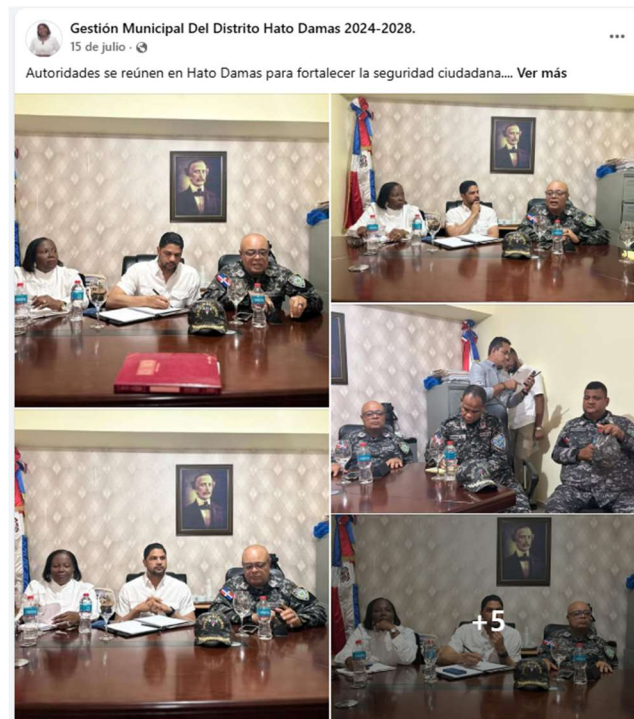 Gestión Municipal Del Distrito Hato Damas 2024-2028.
15 de julio ·
Autoridades se reúnen en Hato Damas para fortalecer la seguridad ciudadana.... Ver más
+5